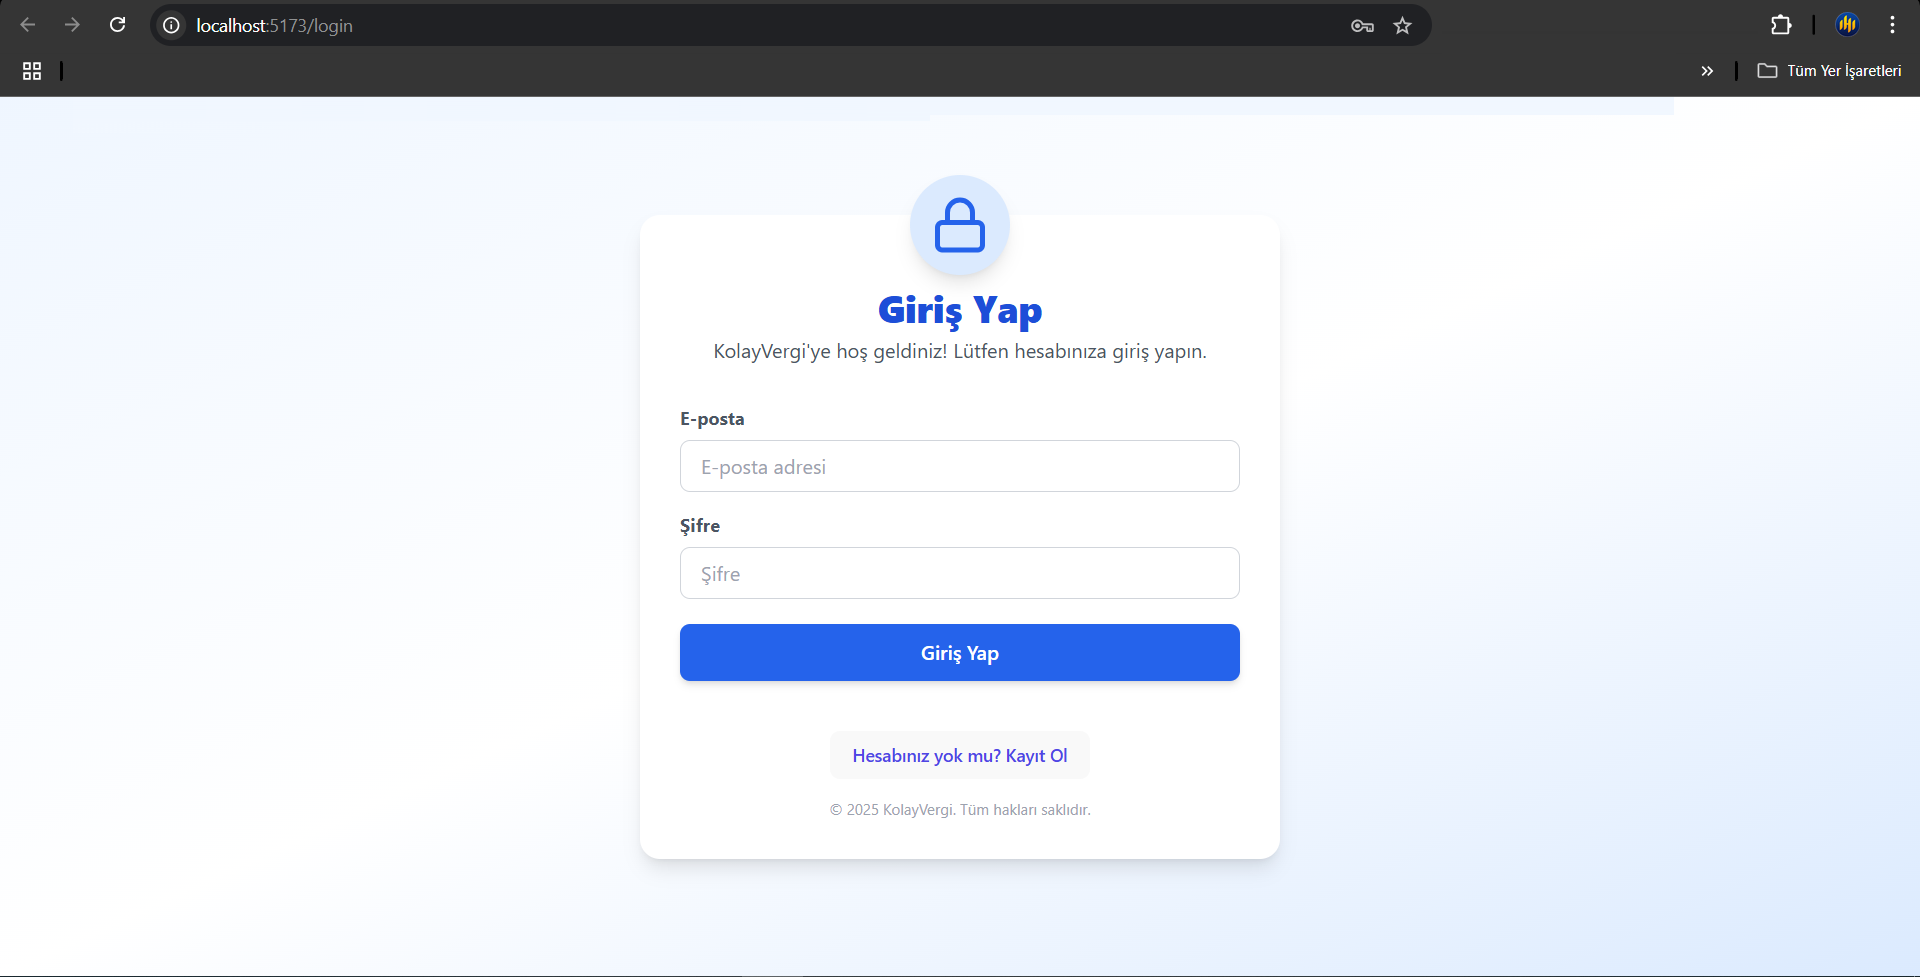 localhost:5173/login
Tüm Yer İşaretleri
Giriş Yap
KolayVergi'ye hoş geldiniz! Lütfen hesabınıza giriş yapın.
E-posta
E-posta adresi
Şifre
Şifre
Giriş Yap
Hesabınız yok mu? Kayıt Ol
© 2025 KolayVergi. Tüm hakları saklıdır.